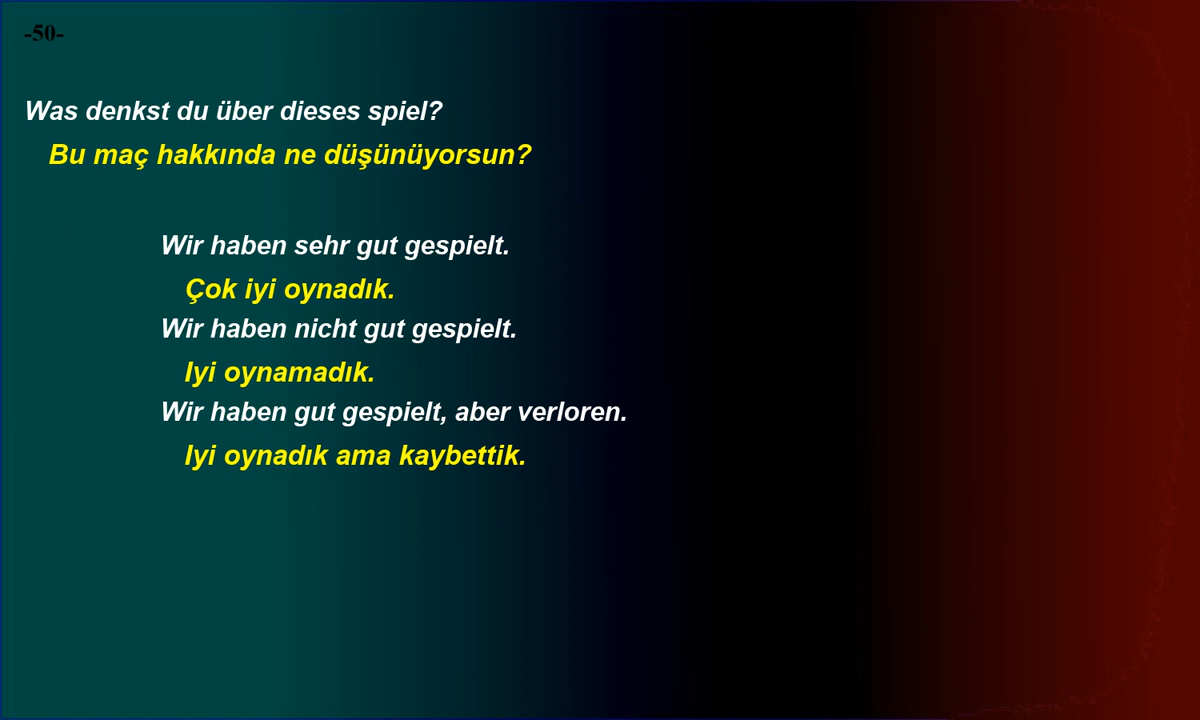 -50-
Was denkst du über dieses spiel?
Bu maç hakkında ne düşünüyorsun?
Wir haben sehr gut gespielt.
Çok iyi oynadık.
Wir haben nicht gut gespielt.
Iyi oynamadık.
Wir haben gut gespielt, aber verloren.
Iyi oynadık ama kaybettik.